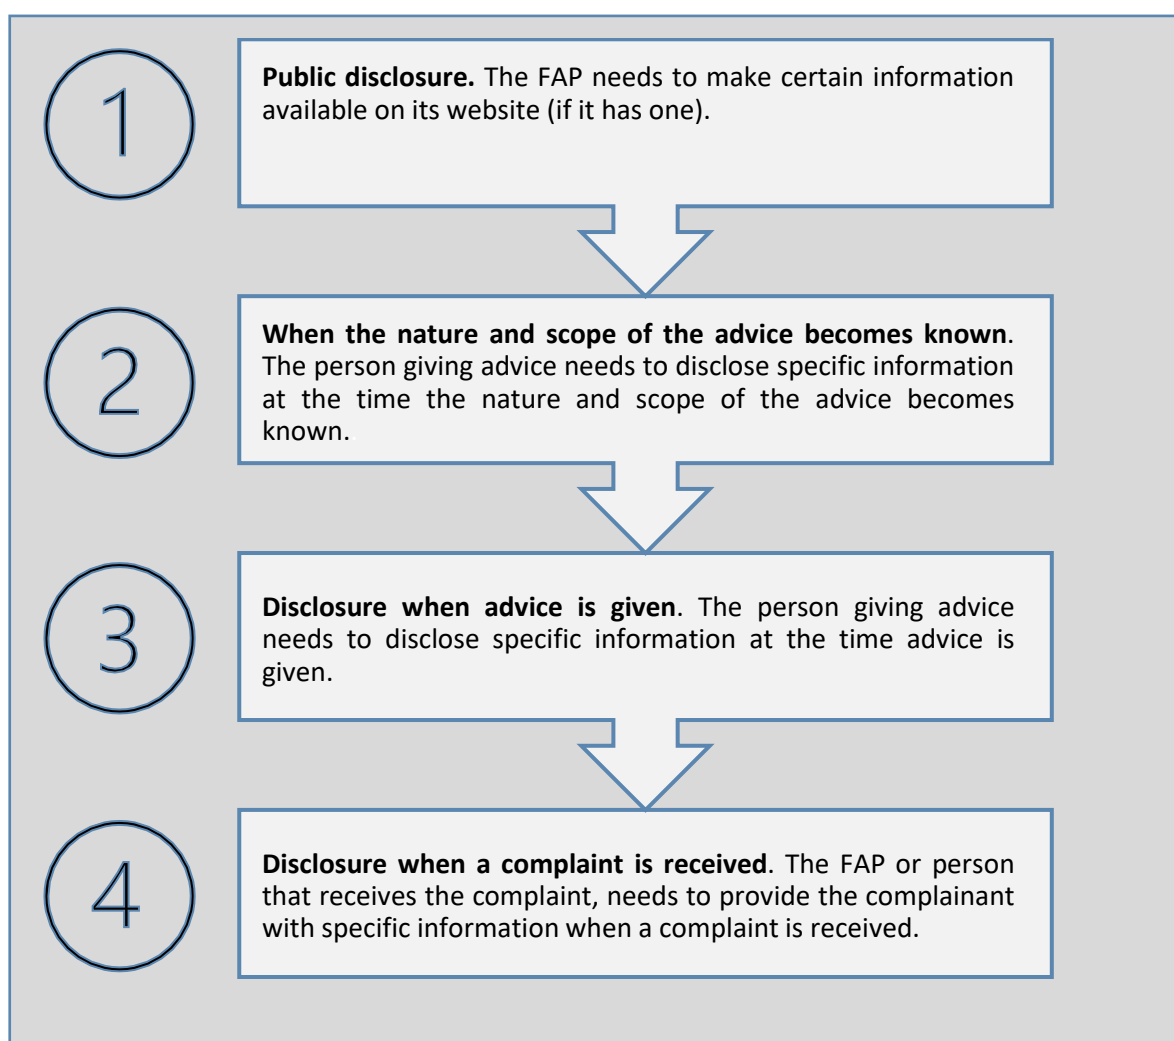 1
Public disclosure. The FAP needs to make certain information
available on its website (if it has one).
2
When the nature and scope of the advice becomes known.
The person giving advice needs to disclose specific information
at the time the nature and scope of the advice becomes
known.
3
Disclosure when advice is given. The person giving advice
needs to disclose specific information at the time advice is
given.
4
Disclosure when a complaint is received. The FAP or person
that receives the complaint, needs to provide the complainant
with specific information when a complaint is received.